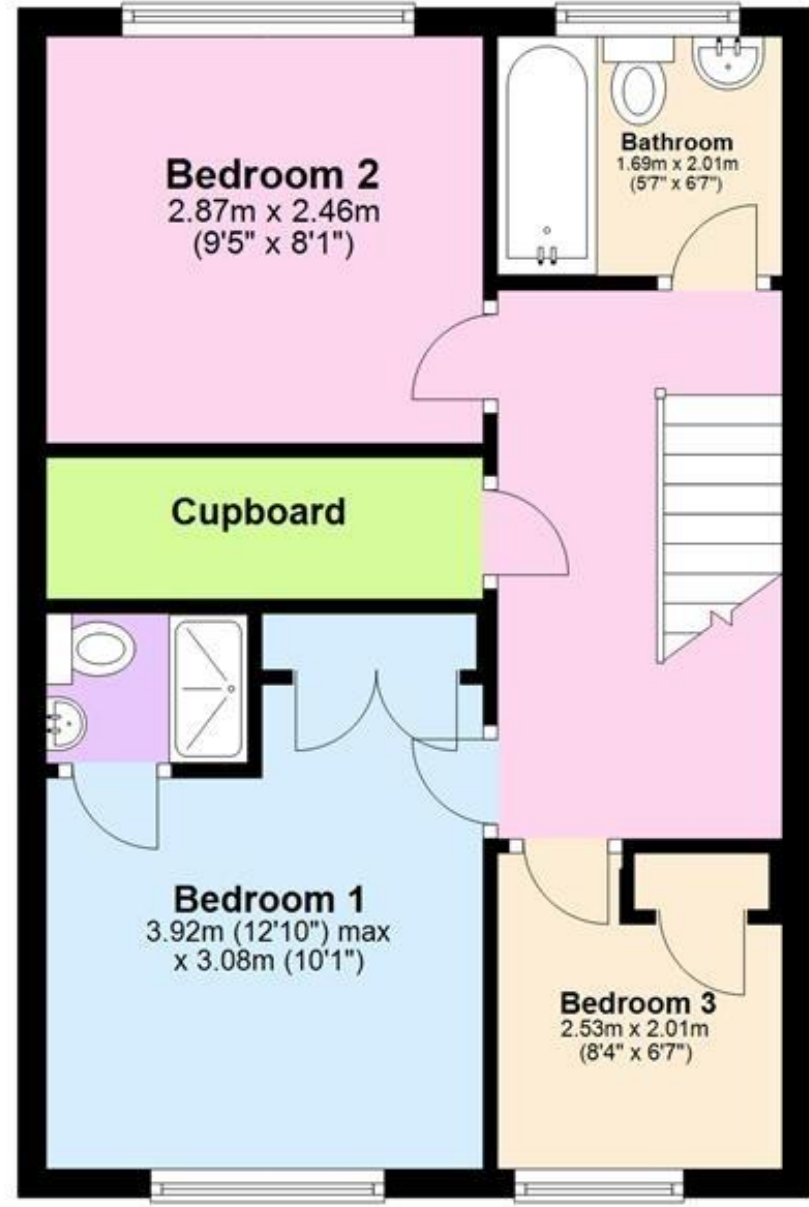 Bedroom 2
2.87m x 2.46m
(9'5" x 8'1")
Bathroom
1.69m x 2.01m
(5'7" x 6'7")
Cupboard
Bedroom 1
3.92m (12'10") max
x 3.08m (10'1")
Bedroom 3
2.53m x 2.01m
(8'4" x 6'7")